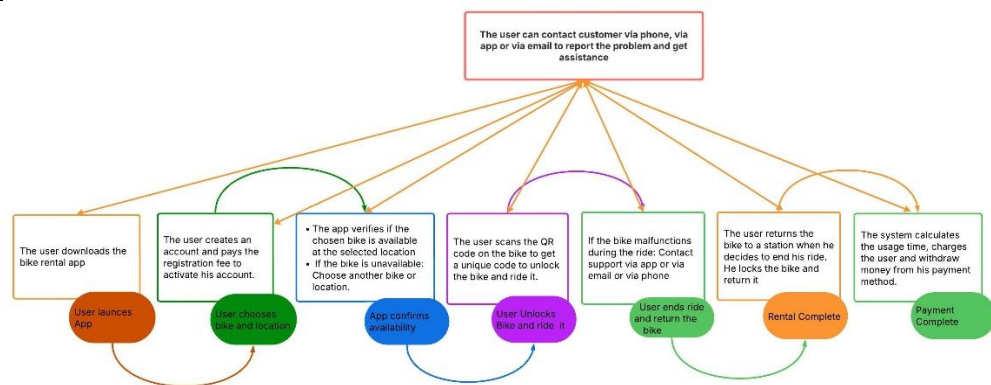 The user can contact customer via phone, via
app or via email to report the problem and get
assistance
The user downloads the
bike rental app
User launces
App
The user creates an
account and pays the
registration fee to
activate his account.
User chooses
bike and location
• The app verifies if the
chosen bike is available
at the selected location
• If the bike is unavailable:
Choose another bike or
location.
App confirms
availability
The user scans the QR
code on the bike to get
a unique code to unlock
the bike and ride it.
User Unlocks
Bike and ride it
If the bike malfunctions
during the ride: Contact
support via app or via
email or via phone
User ends ride
and return the
bike
The user returns the
bike to a station when he
decides to end his ride.
He locks the bike and
return it
Rental Complete
The system calculates
the usage time, charges
the user and withdraw
money from his payment
method.
Payment
Complete